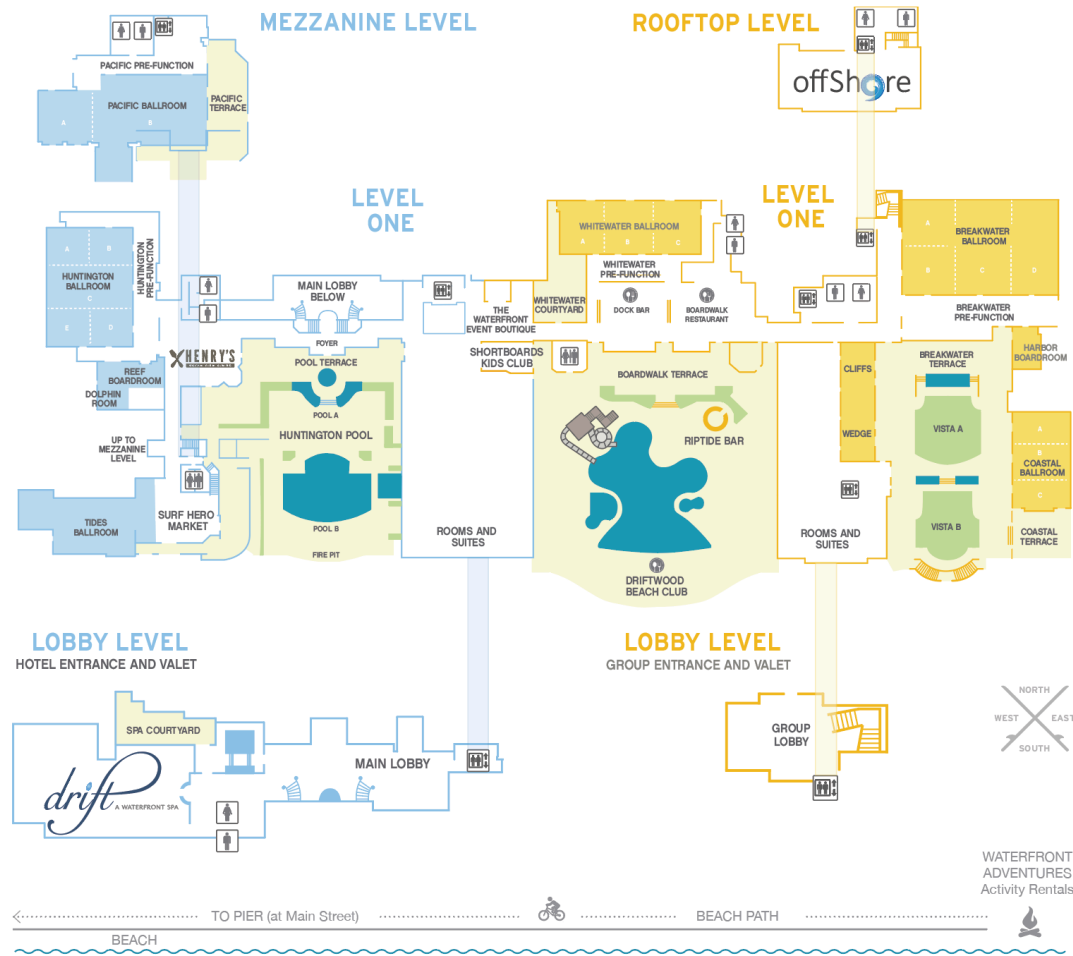 MEZZANINE LEVEL
ROOFTOP LEVEL
PACIFIC PRE-FUNCTION
PACIFIC BALLROOM
PACIFIC
TERRACE
A
B
offShore
LEVEL
ONE
LEVEL
ONE
A
B
HUNTINGTON
BALLROOM
C
E
D
HUNTINGTON
PRE-FUNCTION
MAIN LOBBY
BELOW
FOYER
WHITEWATER BALLROOM
A
B
C
WHITEWATER
PRE-FUNCTION
WHITEWATER
COURTYARD
DOCK BAR
BOARDWALK
RESTAURANT
THE
WATERFRONT
EVENT BOUTIQUE
A
BREAKWATER
BALLROOM
B
C
D
BREAKWATER
PRE-FUNCTION
HENRY'S
REEF
BOARDROOM
DOLPHIN
ROOM
UP TO
MEZZANINE
LEVEL
TIDES
BALLROOM
SURF HERO
MARKET
POOL TERRACE
POOL A
HUNTINGTON POOL
POOL B
FIRE PIT
ROOMS AND
SUITES
SHORTBOARDS
KIDS CLUB
BOARDWALK TERRACE
RIPTIDE BAR
DRIFTWOOD
BEACH CLUB
CLIFFS
WEDGE
ROOMS AND
SUITES
BREAKWATER
TERRACE
HARBOR
BOARDROOM
VISTA A
VISTA B
A
B
COASTAL
BALLROOM
C
COASTAL
TERRACE
LOBBY LEVEL
HOTEL ENTRANCE AND VALET
LOBBY LEVEL
GROUP ENTRANCE AND VALET
SPA COURTYARD
drift
A WATERFRONT SPA
MAIN LOBBY
GROUP
LOBBY
NORTH
WEST
EAST
SOUTH
WATERFRONT
ADVENTURES
Activity Rentals
TO PIER (at Main Street)
BEACH PATH
BEACH